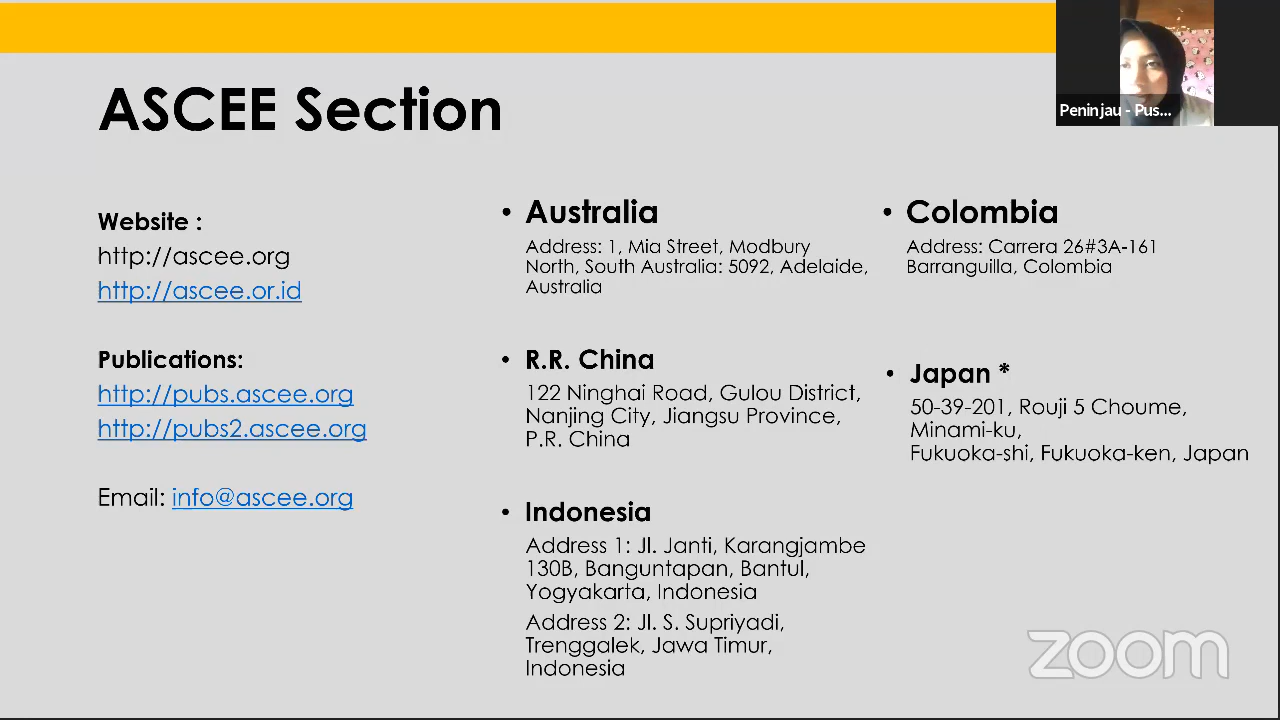 ASCEE Section
Peninjau - Pus...
Website :
http://ascee.org
http://ascee.or.id
Publications:
http://pubs.ascee.org
http://pubs2.ascee.org
Email: info@ascee.org
• Australia
Address: 1, Mia Street, Modbury
North, South Australia: 5092, Adelaide,
Australia
• R.R. China
122 Ninghai Road, Gulou District,
Nanjing City, Jiangsu Province,
P.R. China
• Indonesia
Address 1: Jl. Janti, Karangjambe
130B, Banguntapan, Bantul,
Yogyakarta, Indonesia
Address 2: Jl. S. Supriyadi,
Trenggalek, Jawa Timur,
Indonesia
• Colombia
Address: Carrera 26#3A-161
Barranguilla, Colombia
• Japan *
50-39-201, Rouji 5 Choume,
Minami-ku,
Fukuoka-shi, Fukuoka-ken, Japan
zoom